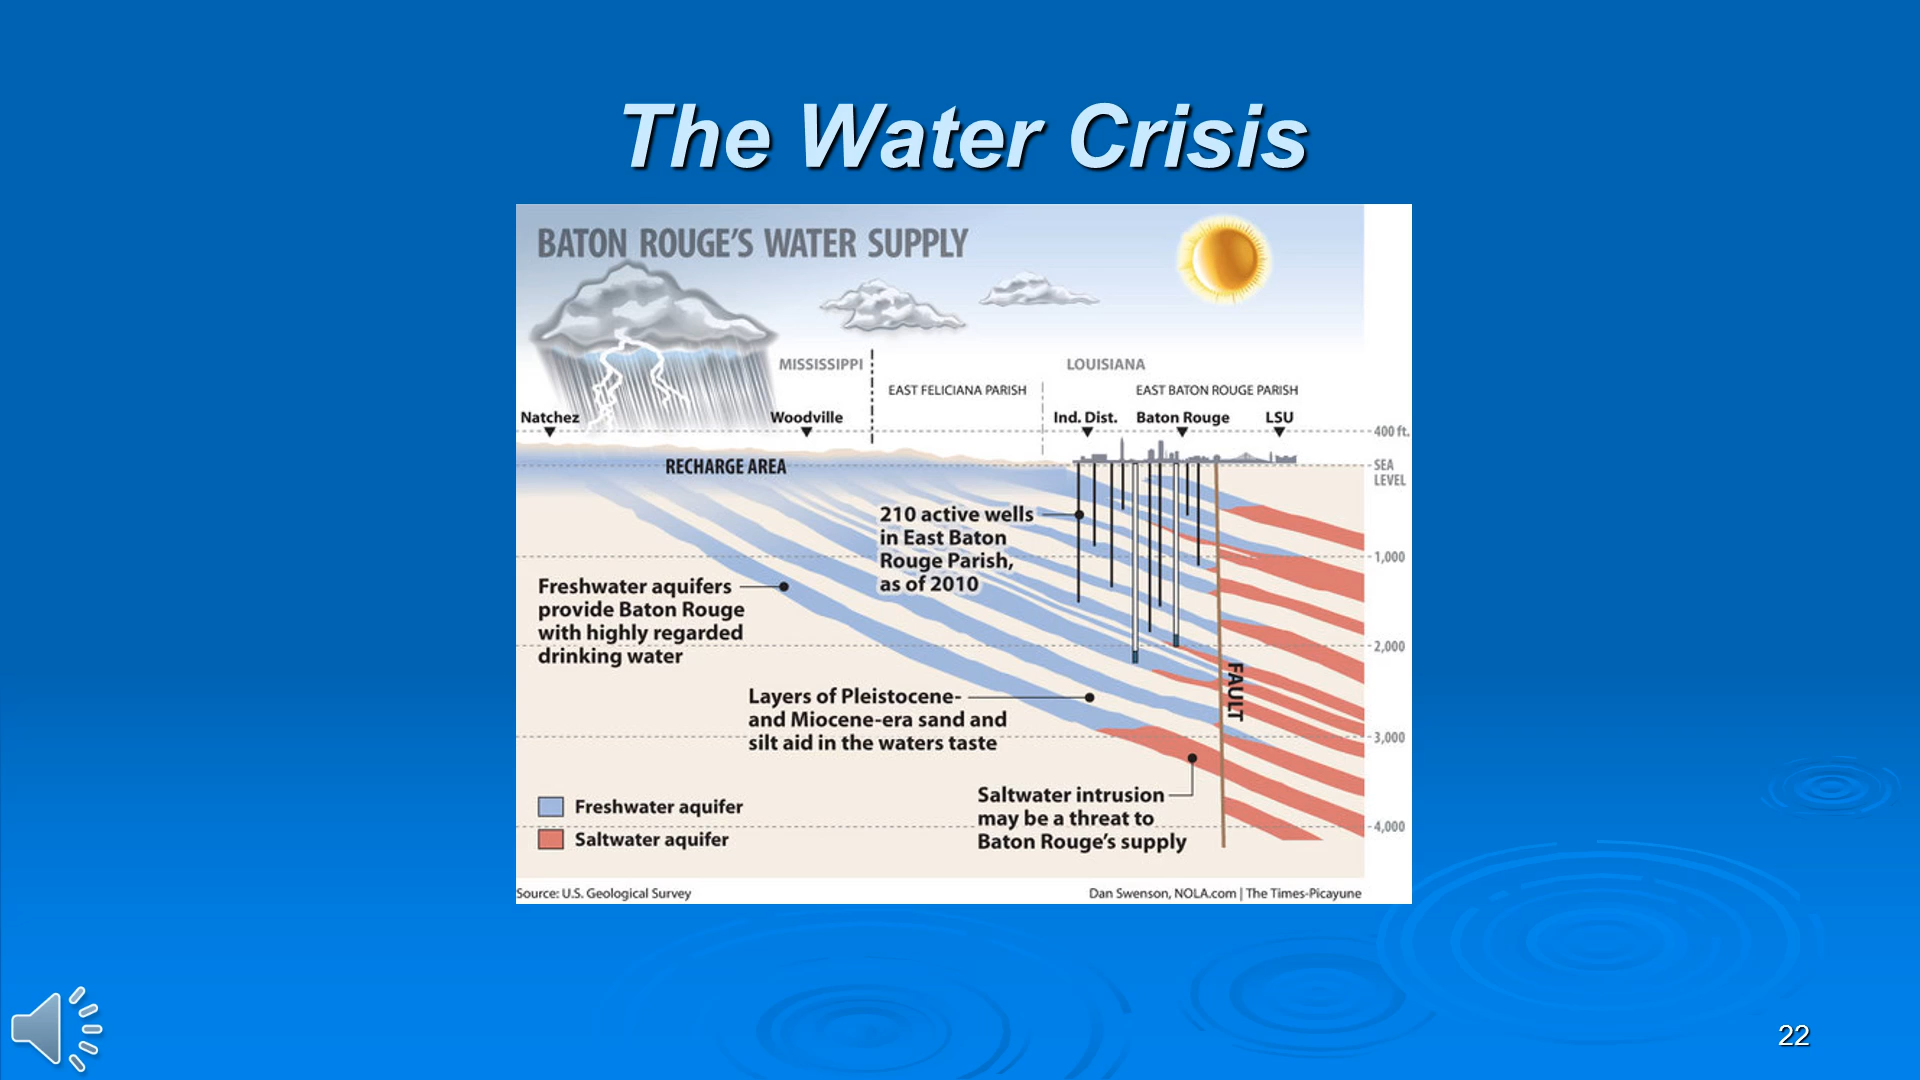 The Water Crisis
BATON ROUGE'S WATER SUPPLY
MISSISSIPPI
LOUISIANA
EAST FELICIANA PARISH
EAST BATON ROUGE PARISH
Natchez
Woodville
Ind. Dist.
Baton Rouge
LSU
400 ft.
RECHARGE AREA
SEA
LEVEL
210 active wells
in East Baton
Rouge Parish,
as of 2010
1,000
Freshwater aquifers
provide Baton Rouge
with highly regarded
drinking water
2,000
FAULT
Layers of Pleistocene-
and Miocene-era sand and
silt aid in the waters taste
3,000
Saltwater intrusion
may be a threat to
Baton Rouge's supply
Freshwater aquifer
Saltwater aquifer
4,000
Source: U.S. Geological Survey
Dan Swenson, NOLA.com | The Times-Picayune
22